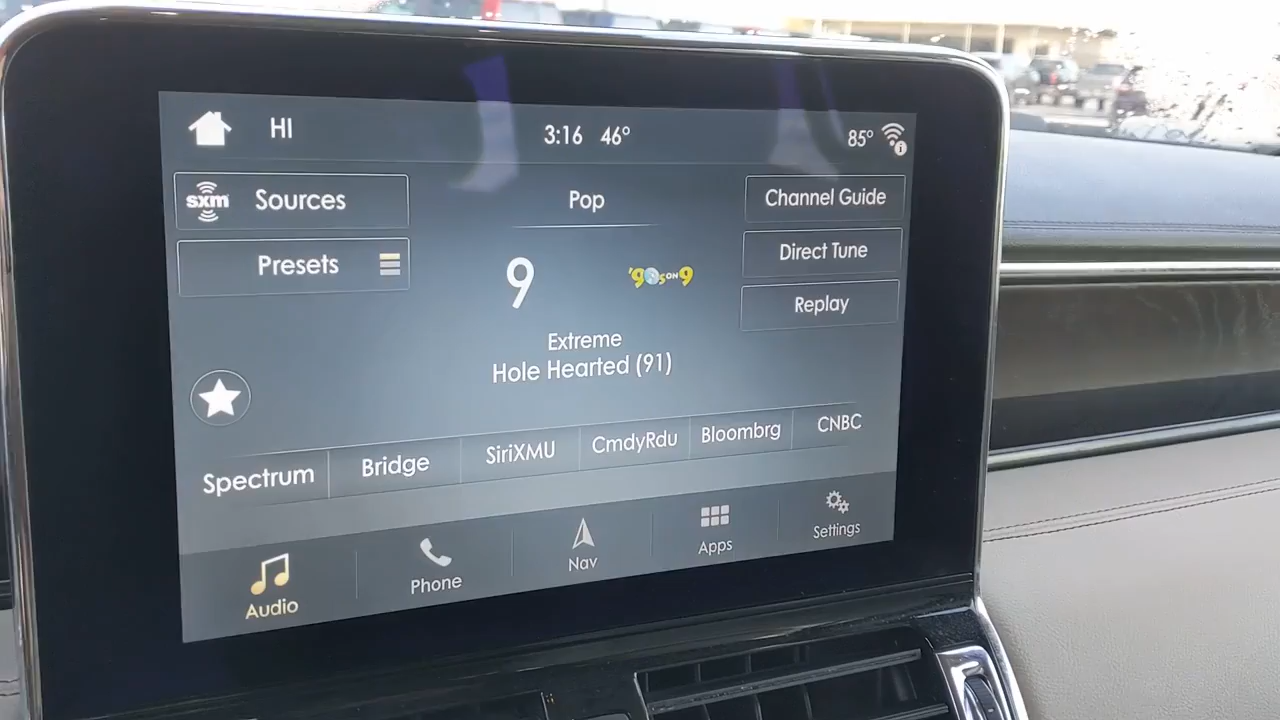 HI
3:16 46°
85°
sxm Sources
Pop
Channel Guide
Presets
Direct Tune
9
'90s ON 9
Replay
Extreme
Hole Hearted (91)
Spectrum
Bridge
SiriXMU
CmdyRdu
Bloombrg
CNBC
Audio
Phone
Nav
Apps
Settings